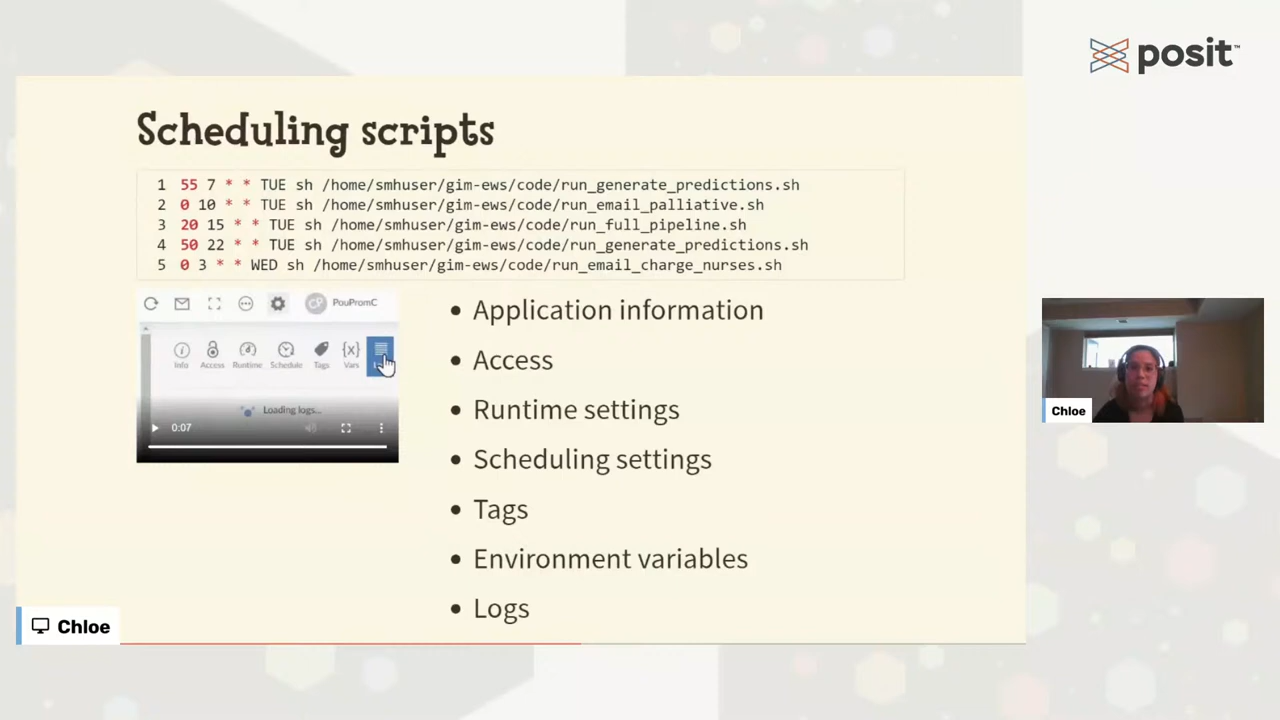 posit™
Scheduling scripts
1 55 7 * * TUE sh /home/smhuser/gim-ews/code/run_generate_predictions.sh
2 0 10 * * TUE sh /home/smhuser/gim-ews/code/run_email_palliative.sh
3 20 15 * * TUE sh /home/smhuser/gim-ews/code/run_full_pipeline.sh
4 50 22 * * TUE sh /home/smhuser/gim-ews/code/run_generate_predictions.sh
5 0 3 * * WED sh /home/smhuser/gim-ews/code/run_email_charge_nurses.sh
CP PouPromC
Info Access Runtime Schedule Tags {x} Vars
Loading logs...
0:07
• Application information
• Access
• Runtime settings
• Scheduling settings
• Tags
• Environment variables
• Logs
Chloe
Chloe